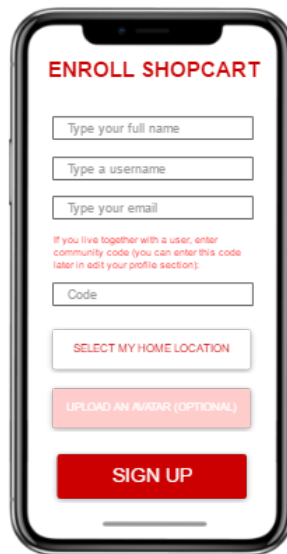 ENROLL SHOPCART
Type your full name
Type a username
Type your email
If you live together with a user, enter
community code (you can enter this code
later in edit your profile section):
Code
SELECT MY HOME LOCATION
UPLOAD AN AVATAR (OPTIONAL)
SIGN UP